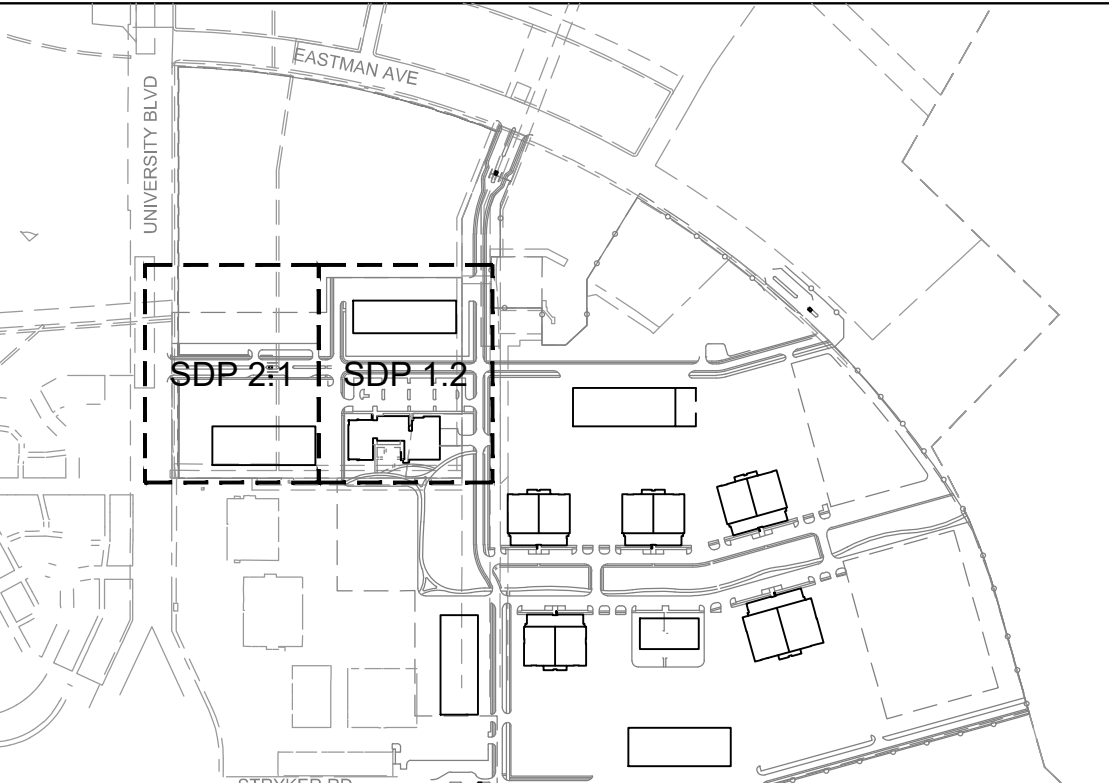 EASTMAN AVE
UNIVERSITY BLVD
SDP 2.1
SDP 1.2
STRYKER RD